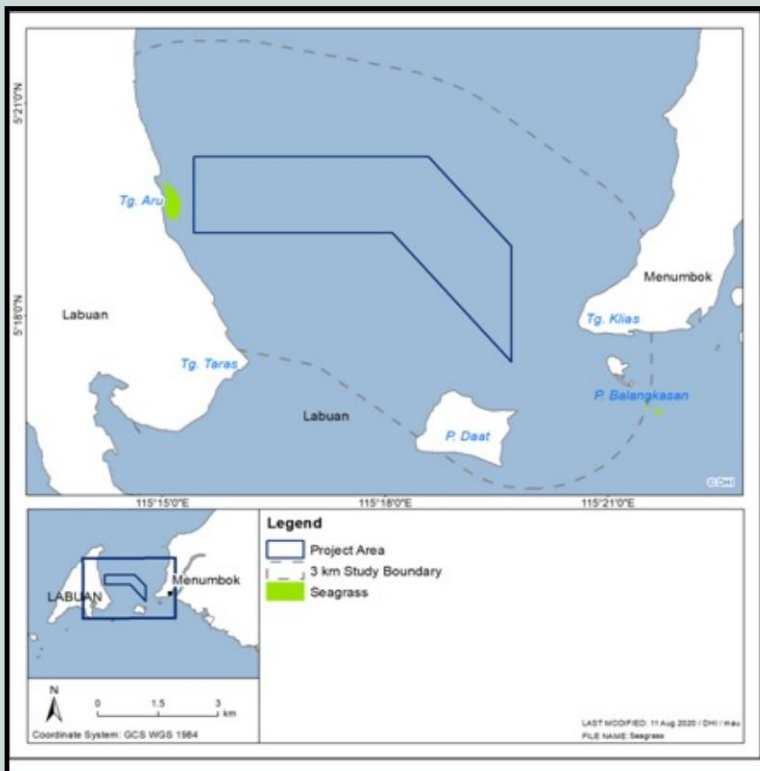 5°21'0"N
Tg. Aru
Menumbok
Labuan
5°18'0"N
Tg. Klias
Tg. Taras
P. Balangkasan
Labuan
P. Daat
© DHI
115°15'0"E
115°18'0"E
115°21'0"E
Legend
Project Area
3 km Study Boundary
Seagrass
Menumbok
LABUAN
N
0 1.5 3
km
Coordinate System: GCS WGS 1984
LAST MODIFIED: 11 Aug 2020 / DHI / mau
FILE NAME: Seagrass